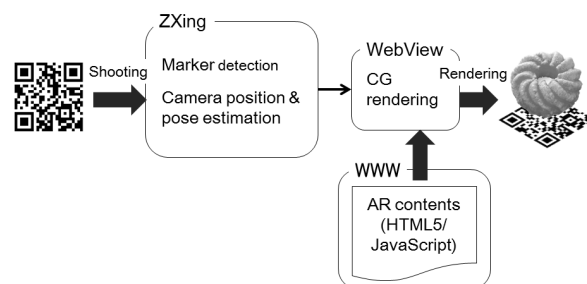 ZXing
Shooting
Marker detection
Camera position &
pose estimation
WebView
CG
rendering
Rendering
WWW
AR contents
(HTML5/
JavaScript)